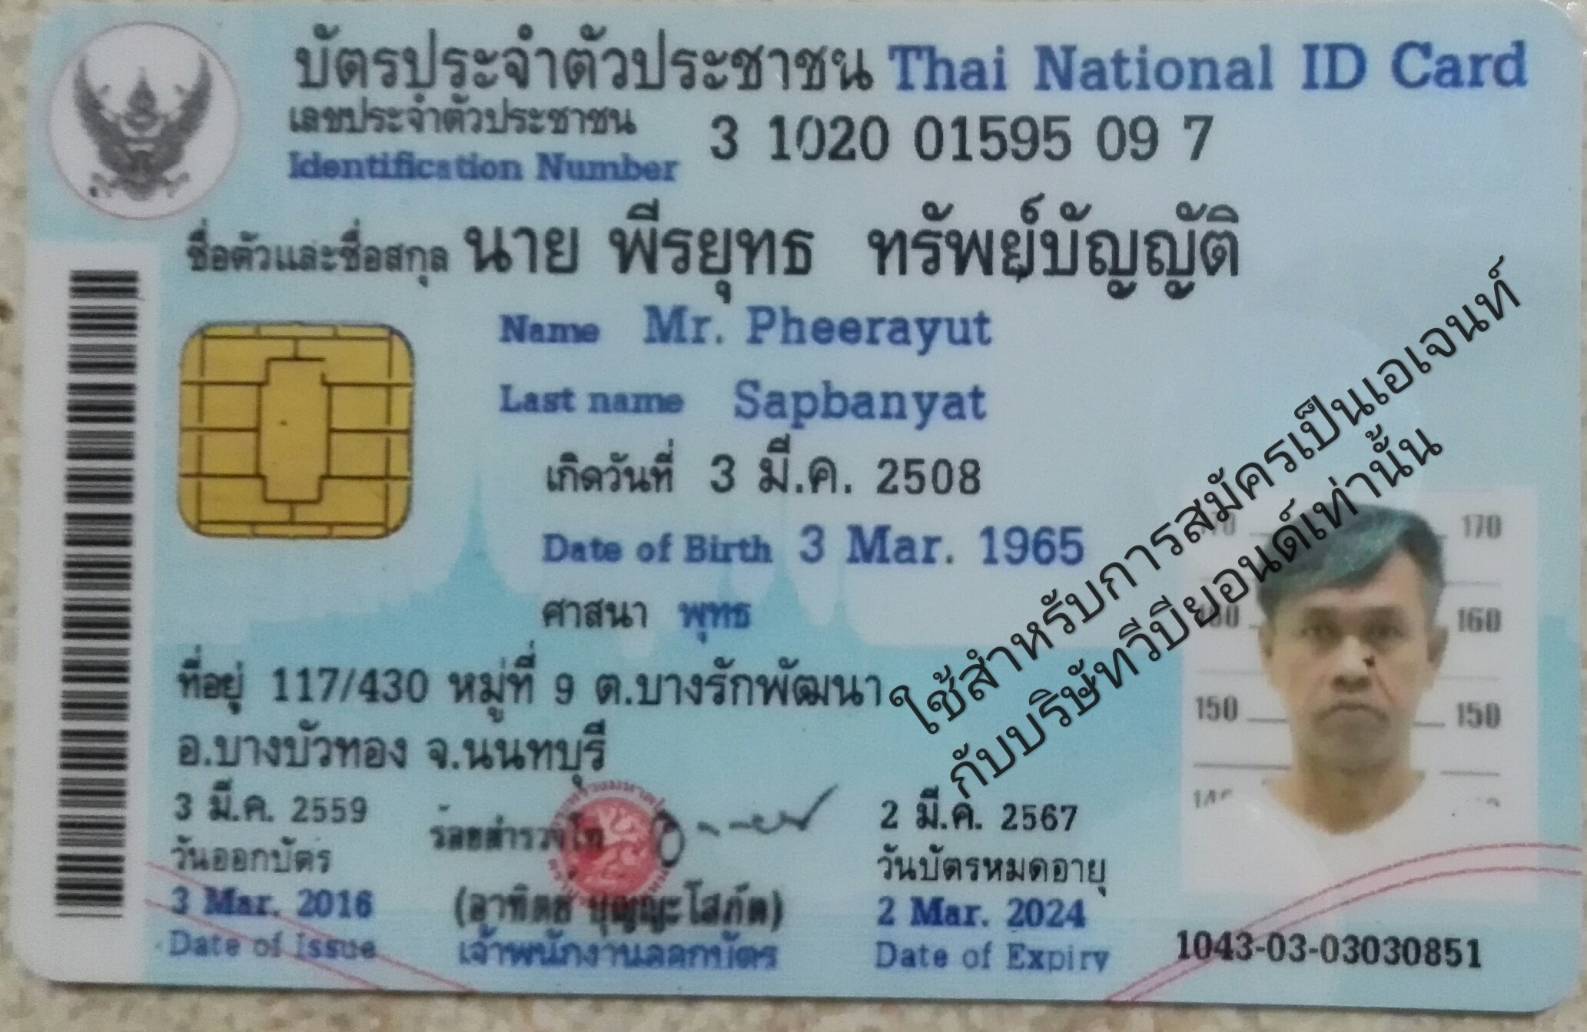 บัตรประจำตัวประชาชน Thai National ID Card
เลขประจำตัวประชาชน
Identification Number 3 1020 01595 09 7
ชื่อตัวและชื่อสกุล นาย พีรยุทธ ทรัพย์บัญญัติ
Name Mr. Pheerayut
Last name Sapbanyat
เกิดวันที่ 3 มี.ค. 2508
Date of Birth 3 Mar. 1965
ศาสนา พุทธ
ที่อยู่ 117/430 หมู่ที่ 9 ต.บางรักพัฒนา
อ.บางบัวทอง จ.นนทบุรี
3 มี.ค. 2559
วันออกบัตร
3 Mar. 2016
Date of Issue
ร้อยตำรวจโท
เจ้าพนักงานออกบัตร
2 มี.ค. 2567
วันบัตรหมดอายุ
2 Mar. 2024
Date of Expiry
170
160
160
150 150
1043-03-03030851
ใช้สำหรับการสมัครเป็นเอเจนท์
กับบริษัททวีบียอนด์เท่านั้น